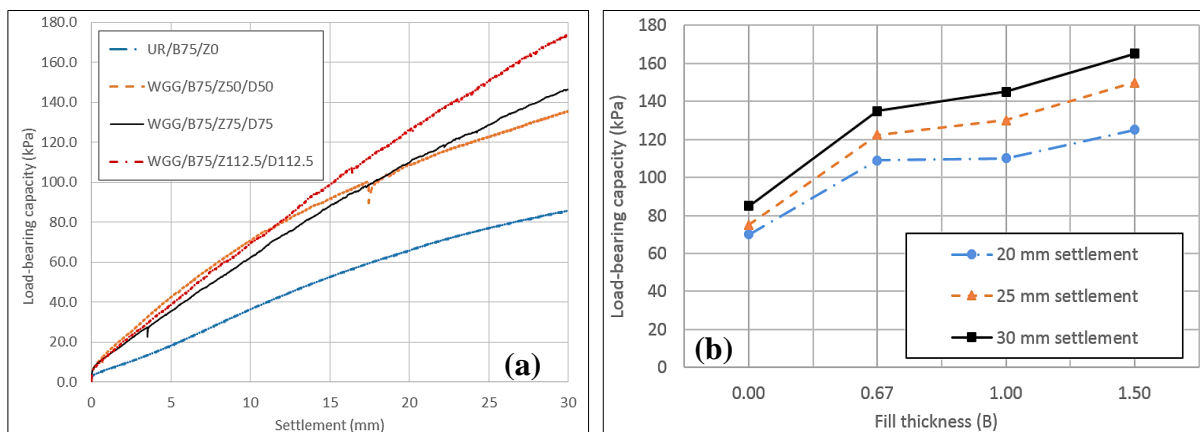 180.0
160.0
140.0
120.0
100.0
80.0
60.0
40.0
20.0
0.0
Load-bearing capacity (kPa)
UR/B75/Z0
WGG/B75/Z50/D50
WGG/B75/Z75/D75
WGG/B75/Z112.5/D112.5
(a)
0 5 10 15 20 25 30
Settlement (mm)
180
160
140
120
100
80
60
40
20
0
Load-bearing capacity (kPa)
20 mm settlement
25 mm settlement
30 mm settlement
(b)
0.00 0.67 1.00 1.50
Fill thickness (B)